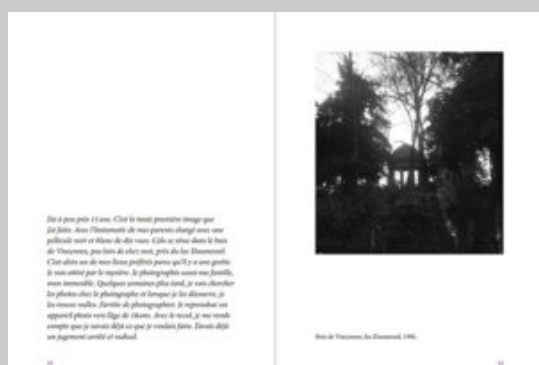 J'ai à peu près 11 ans. C'est la toute première image que
j'ai faite. Avec l'Instamatic de mes parents chargé avec une
pellicule noir et blanc de dix vues. Cela se situe dans le bois
de Vincennes, pas loin de chez moi, près du lac Daumesnil.
C'est alors un de mes lieux préférés parce qu'il y a une grotte.
Je suis attiré par le mystère. Je photographie aussi ma famille,
mon immeuble. Quelques semaines plus tard, je vais chercher
les photos chez le photographe et lorsque je les découvre, je
les trouve nulles. J'arrête de photographier. Je reprendrai un
appareil photo vers l'âge de 18 ans. Avec le recul, je me rends
compte que je savais déjà ce que je voulais faire. J'avais déjà
un jugement arrêté et radical.
Bois de Vincennes, lac Daumesnil,